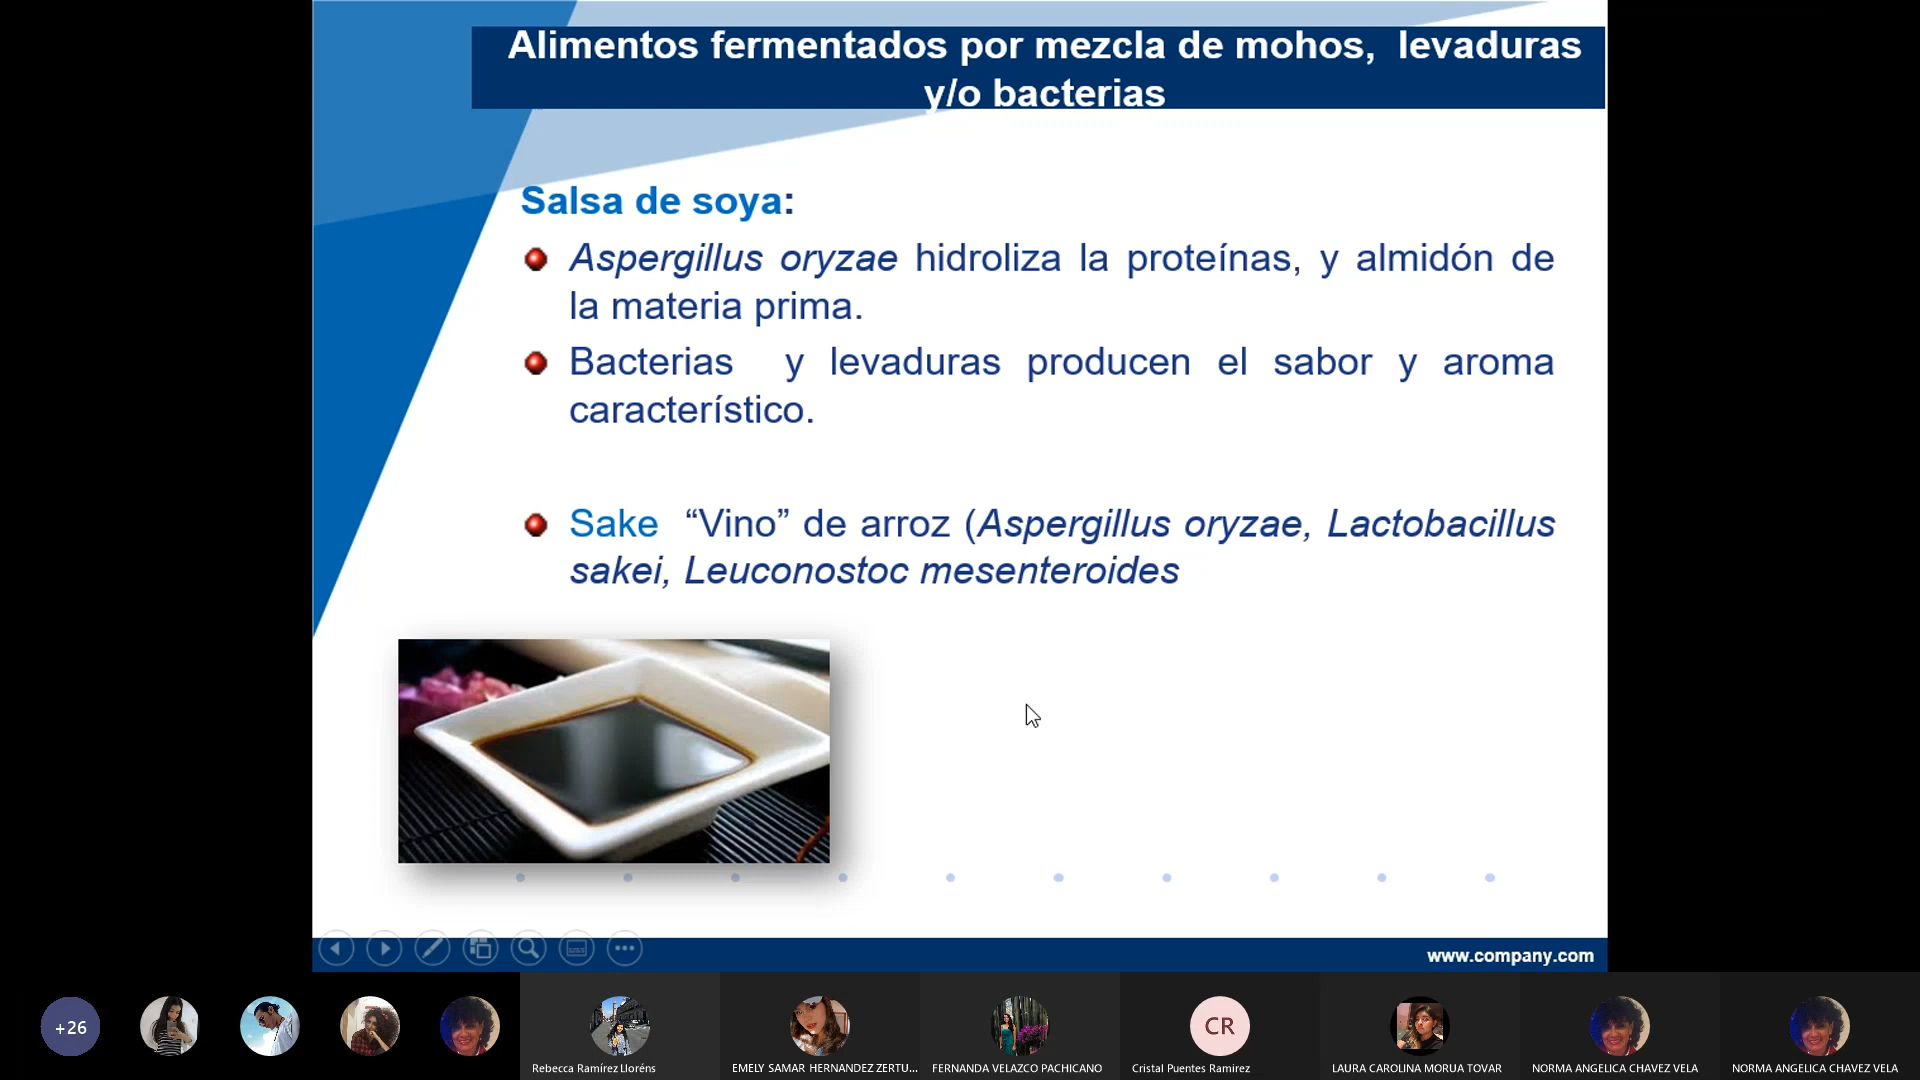 Alimentos fermentados por mezcla de mohos,  levaduras
y/o bacterias
Salsa de soya:
Aspergillus oryzae hidroliza la proteínas, y almidón de
la materia prima.
Bacterias  y levaduras producen el sabor y aroma
característico.
Sake  “Vino” de arroz (Aspergillus oryzae, Lactobacillus
sakei, Leuconostoc mesenteroides
www.company.com
+26
CR
Rebecca Ramírez Lloréns
EMELY SAMAR HERNANDEZ ZERTU...
FERNANDA VELAZCO PACHICANO
Cristal Puentes Ramirez
LAURA CAROLINA MORUA TOVAR
NORMA ANGELICA CHAVEZ VELA
NORMA ANGELICA CHAVEZ VELA